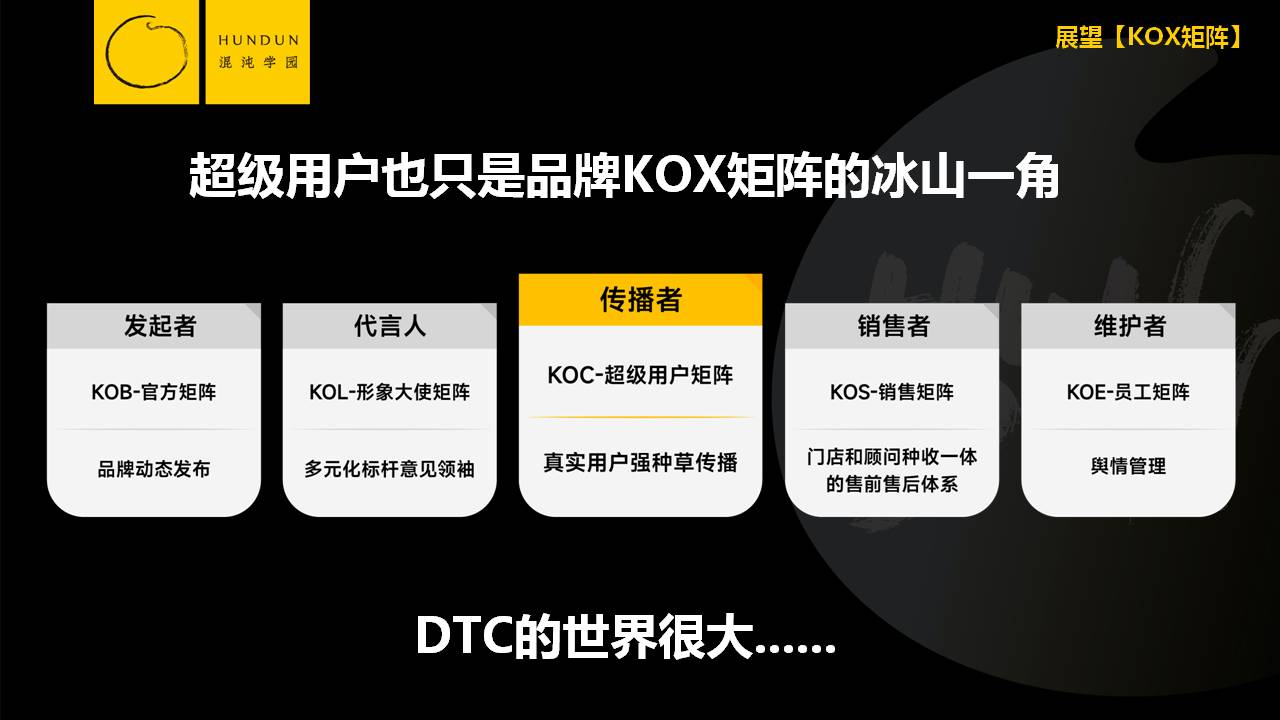 HUNDUN
混沌学园
展望【KOX矩阵】
超级用户也只是品牌KOX矩阵的冰山一角
发起者
KOB-官方矩阵
品牌动态发布
代言人
KOL-形象大使矩阵
多元化标杆意见领袖
传播者
KOC-超级用户矩阵
真实用户强种草传播
销售者
KOS-销售矩阵
门店和顾问种收一体
的售前售后体系
维护者
KOE-员工矩阵
舆情管理
DTC的世界很大......